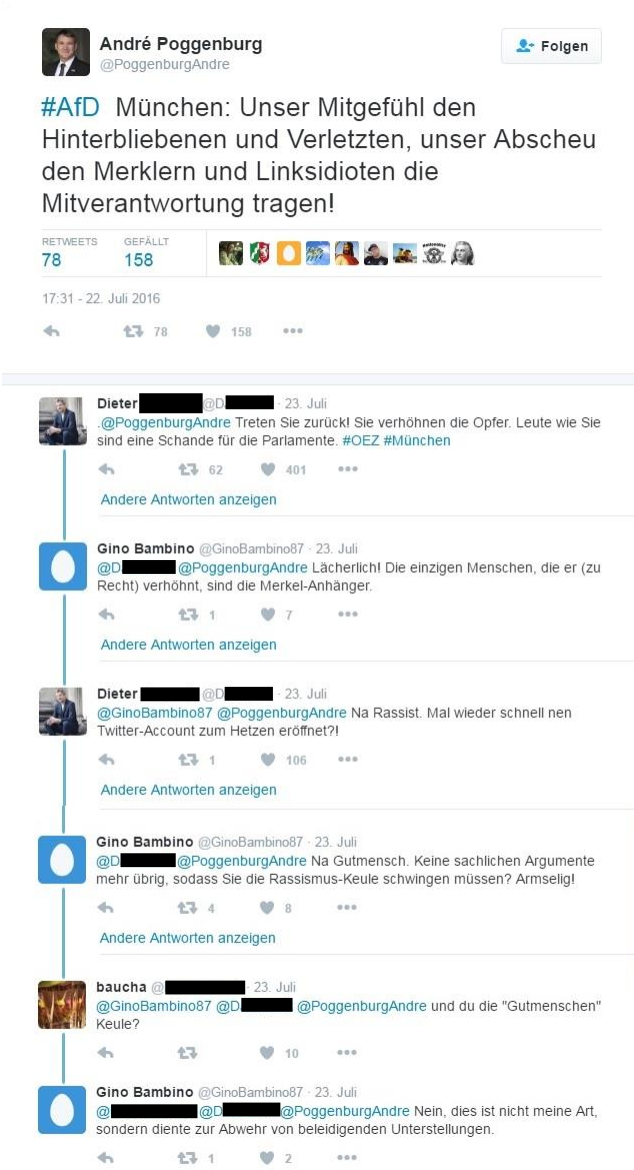 André Poggenburg
@PoggenburgAndre
Folgen
#AfD München: Unser Mitgefühl den
Hinterbliebenen und Verletzten, unser Abscheu
den Merklern und Linksidioten die
Mitverantwortung tragen!
RETWEETS GEFÄLLT
78 158
17:31 - 22. Juli 2016
78 158
Dieter @D · 23. Juli
.@PoggenburgAndre Treten Sie zurück! Sie verhöhnen die Opfer. Leute wie Sie
sind eine Schande für die Parlamente. #OEZ #München
62 401
Andere Antworten anzeigen
Gino Bambino @GinoBambino87 · 23. Juli
@D @PoggenburgAndre Lächerlich! Die einzigen Menschen, die er (zu
Recht) verhöhnt, sind die Merkel-Anhänger.
1 7
Andere Antworten anzeigen
Dieter @D · 23. Juli
@GinoBambino87 @PoggenburgAndre Na Rassist. Mal wieder schnell nen
Twitter-Account zum Hetzen eröffnet?!
1 106
Andere Antworten anzeigen
Gino Bambino @GinoBambino87 · 23. Juli
@D @PoggenburgAndre Na Gutmensch. Keine sachlichen Argumente
mehr übrig, sodass Sie die Rassismus-Keule schwingen müssen? Armselig!
4 8
Andere Antworten anzeigen
baucha @ · 23. Juli
@GinoBambino87 @D @PoggenburgAndre und du die "Gutmenschen"
Keule?
10
Gino Bambino @GinoBambino87 · 23. Juli
@ @D @PoggenburgAndre Nein, dies ist nicht meine Art,
sondern diente zur Abwehr von beleidigenden Unterstellungen.
1 2